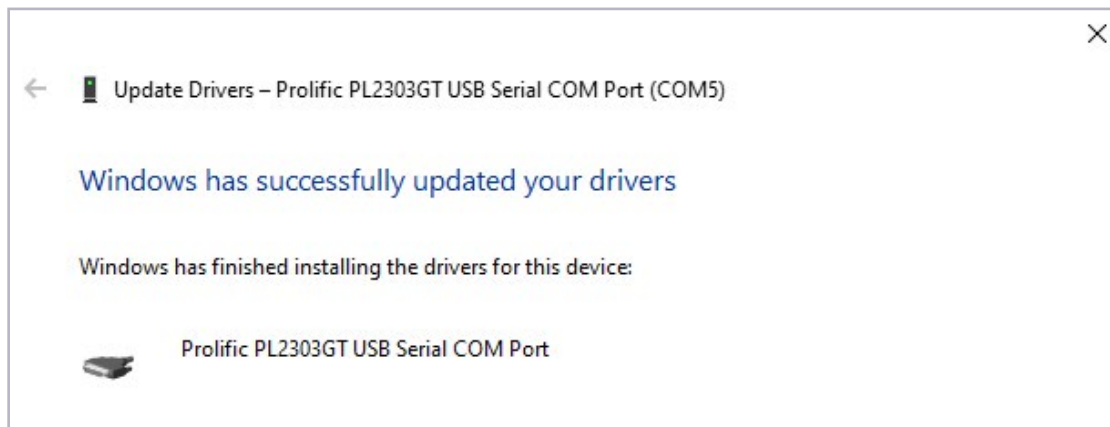 Update Drivers – Prolific PL2303GT USB Serial COM Port (COM5)
Windows has successfully updated your drivers
Windows has finished installing the drivers for this device:
Prolific PL2303GT USB Serial COM Port